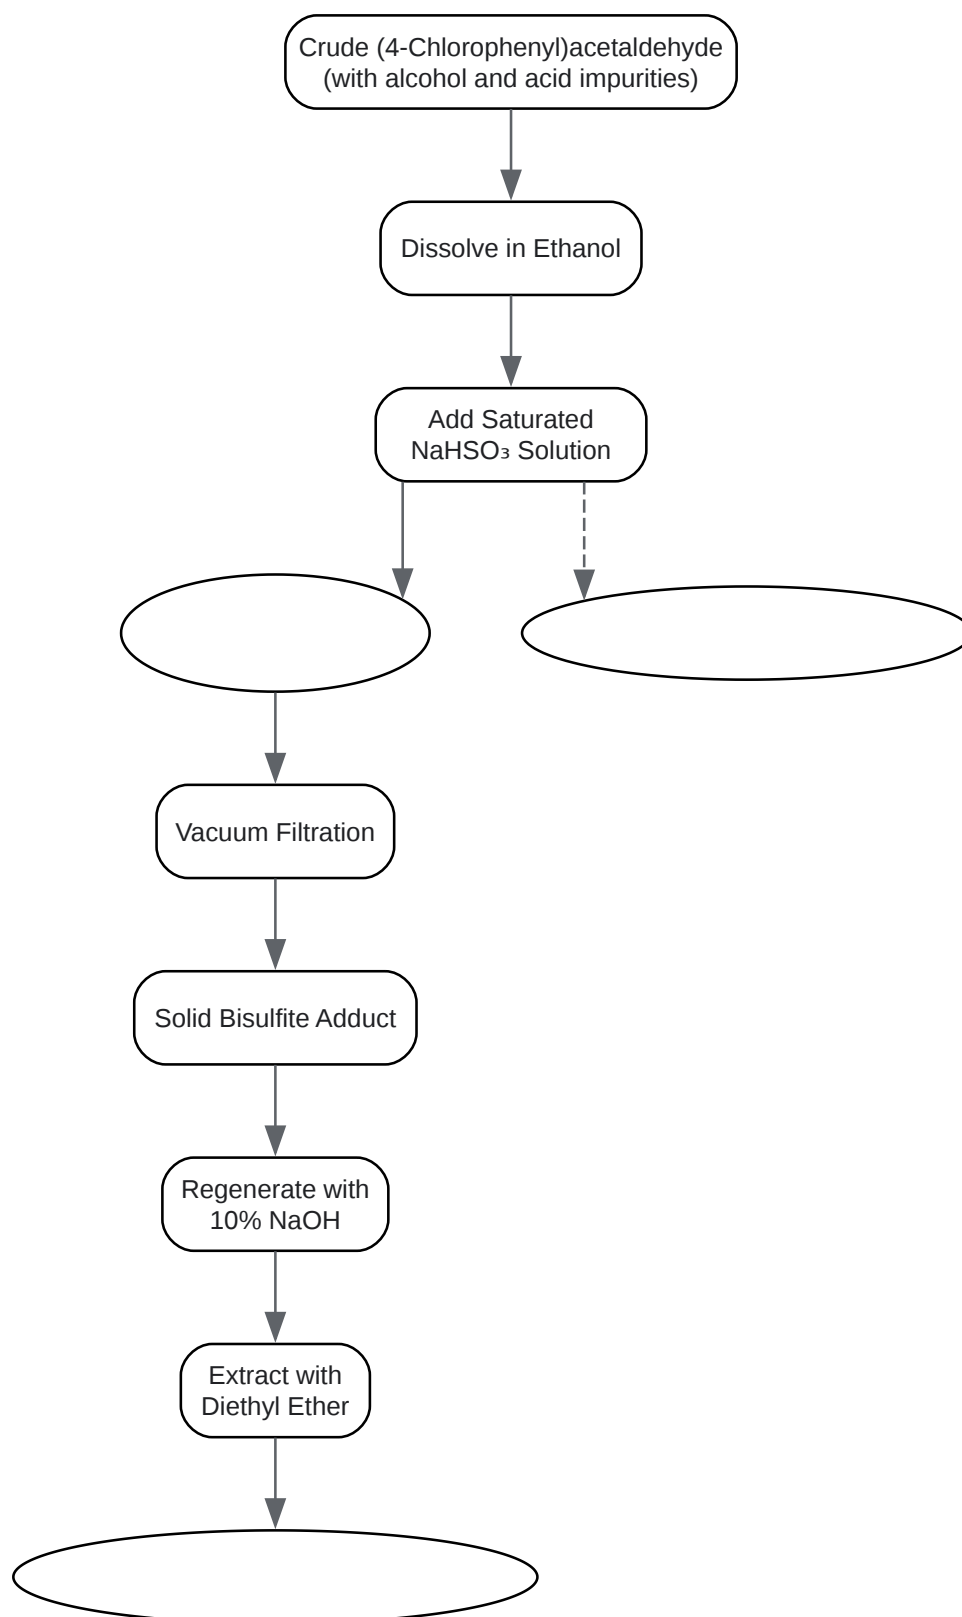 Crude (4-Chlorophenyl)acetaldehyde
(with alcohol and acid impurities)
Dissolve in Ethanol
Add Saturated
NaHSO₃ Solution
Vacuum Filtration
Solid Bisulfite Adduct
Regenerate with
10% NaOH
Extract with
Diethyl Ether